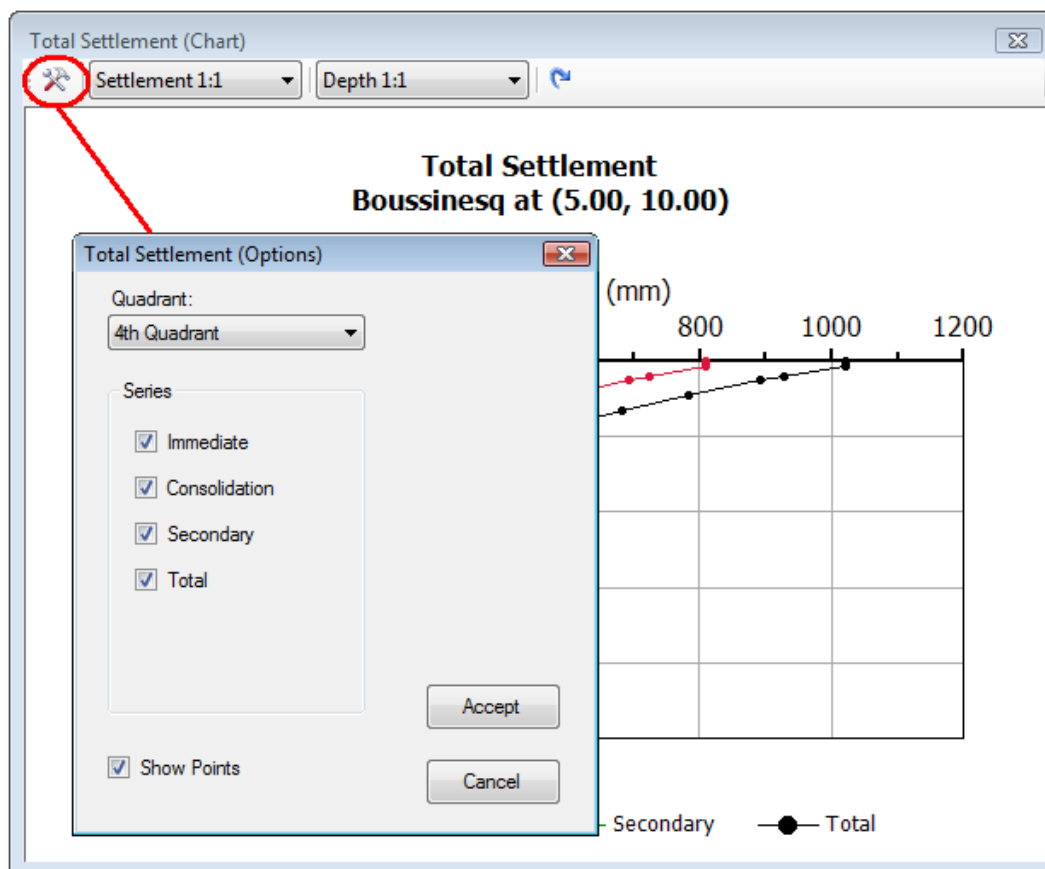 Total Settlement (Chart)
Settlement 1:1
Depth 1:1
Total Settlement
Boussinesq at (5.00, 10.00)
Total Settlement (Options)
Quadrant:
4th Quadrant
Series
Immediate
Consolidation
Secondary
Total
Show Points
Accept
Cancel
(mm)
800 1000 1200
Secondary Total